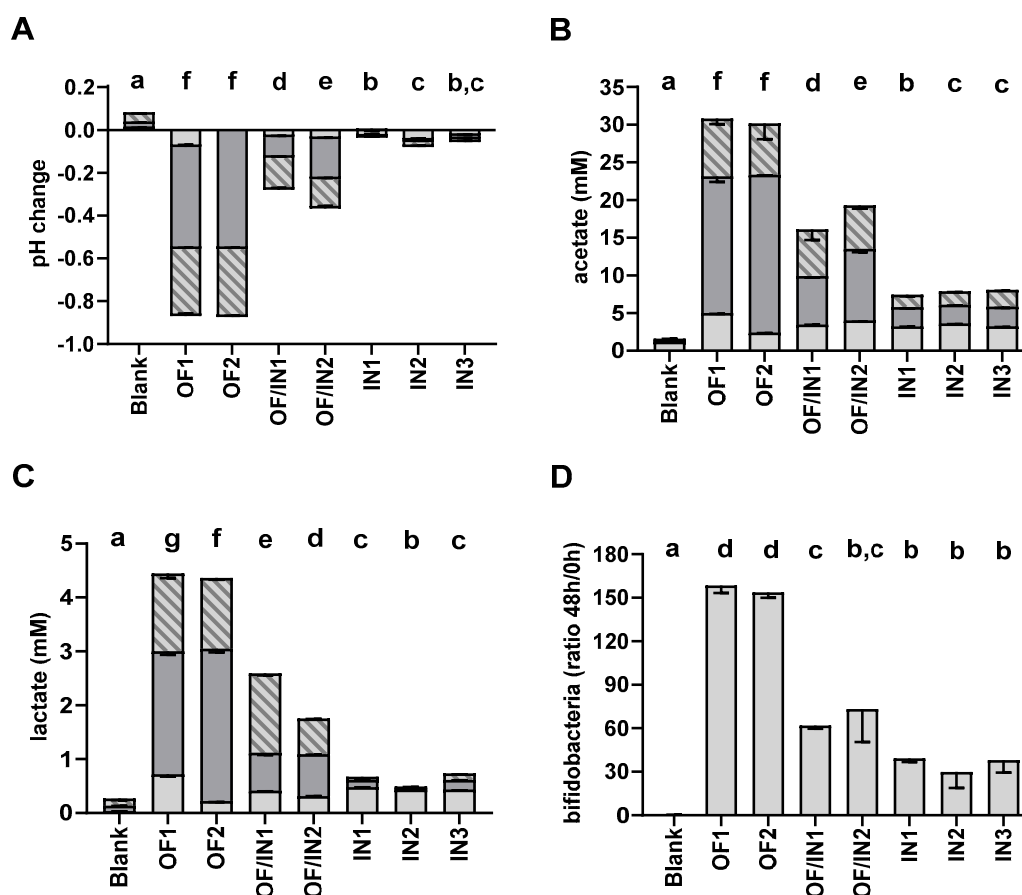 A
a f f d e b c b,c
pH change
0.2
0.0
-0.2
-0.4
-0.6
-0.8
-1.0
Blank OF1 OF2 OF/IN1 OF/IN2 IN1 IN2 IN3
B
a f f d e b c c
acetate (mM)
35
30
25
20
15
10
5
0
Blank OF1 OF2 OF/IN1 OF/IN2 IN1 IN2 IN3
C
a g f e d c b c
lactate (mM)
5
4
3
2
1
0
Blank OF1 OF2 OF/IN1 OF/IN2 IN1 IN2 IN3
D
a d d c b,c b b b
bifidobacteria (ratio 48h/0h)
180
150
120
90
60
30
0
Blank OF1 OF2 OF/IN1 OF/IN2 IN1 IN2 IN3